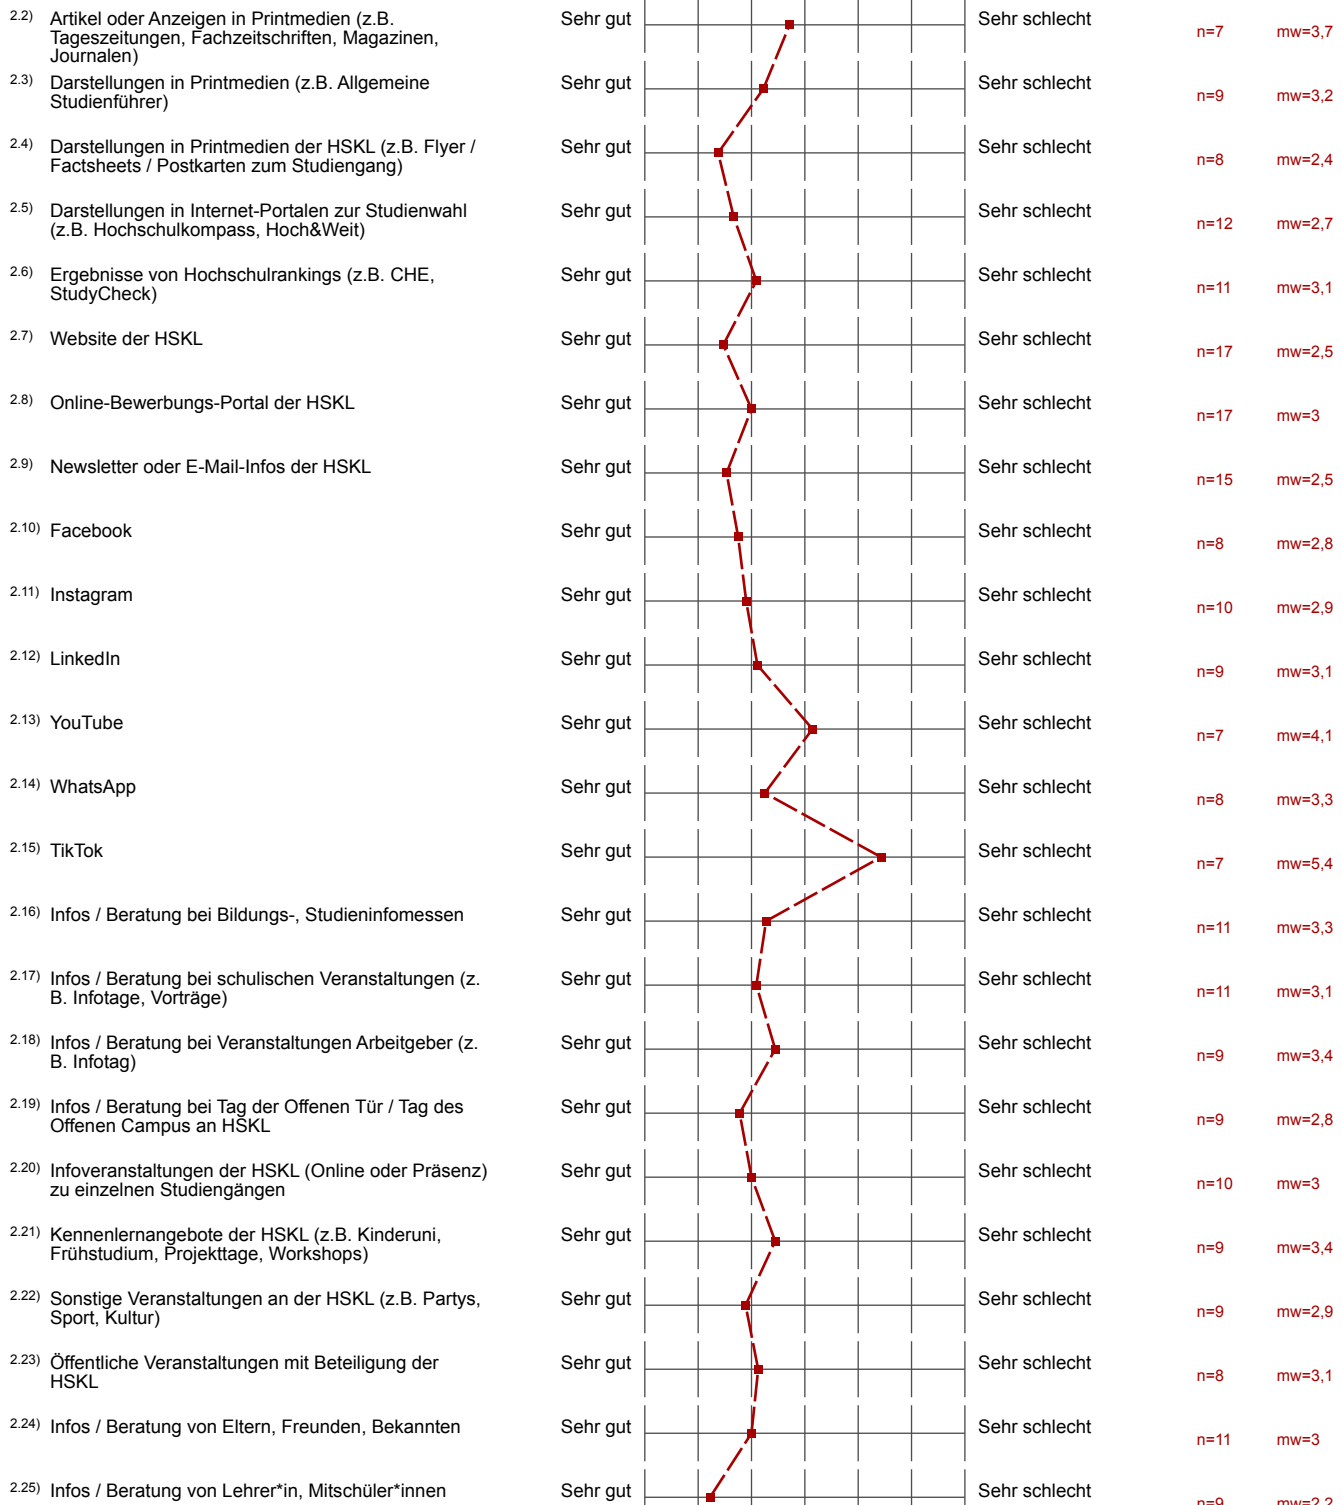 2.2) Artikel oder Anzeigen in Printmedien (z.B. Sehr gut Sehr schlecht
Tageszeitungen, Fachzeitschriften, Magazinen, n=7 mw=3,7
Journalen)
2.3) Darstellungen in Printmedien (z.B. Allgemeine Sehr gut Sehr schlecht
Studienführer) n=9 mw=3,2
2.4) Darstellungen in Printmedien der HSKL (z.B. Flyer / Sehr gut Sehr schlecht
Factsheets / Postkarten zum Studiengang) n=8 mw=2,4
2.5) Darstellungen in Internet-Portalen zur Studienwahl Sehr gut Sehr schlecht
(z.B. Hochschulkompass, Hoch&Weit) n=12 mw=2,7
2.6) Ergebnisse von Hochschulrankings (z.B. CHE, Sehr gut Sehr schlecht
StudyCheck) n=11 mw=3,1
2.7) Website der HSKL Sehr gut Sehr schlecht
n=17 mw=2,5
2.8) Online-Bewerbungs-Portal der HSKL Sehr gut Sehr schlecht
n=17 mw=3
2.9) Newsletter oder E-Mail-Infos der HSKL Sehr gut Sehr schlecht
n=15 mw=2,5
2.10) Facebook Sehr gut Sehr schlecht
n=8 mw=2,8
2.11) Instagram Sehr gut Sehr schlecht
n=10 mw=2,9
2.12) LinkedIn Sehr gut Sehr schlecht
n=9 mw=3,1
2.13) YouTube Sehr gut Sehr schlecht
n=7 mw=4,1
2.14) WhatsApp Sehr gut Sehr schlecht
n=8 mw=3,3
2.15) TikTok Sehr gut Sehr schlecht
n=7 mw=5,4
2.16) Infos / Beratung bei Bildungs-, Studieninfomessen Sehr gut Sehr schlecht
n=11 mw=3,3
2.17) Infos / Beratung bei schulischen Veranstaltungen (z. Sehr gut Sehr schlecht
B. Infotage, Vorträge) n=11 mw=3,1
2.18) Infos / Beratung bei Veranstaltungen Arbeitgeber (z. Sehr gut Sehr schlecht
B. Infotag) n=9 mw=3,4
2.19) Infos / Beratung bei Tag der Offenen Tür / Tag des Sehr gut Sehr schlecht
Offenen Campus an HSKL n=9 mw=2,8
2.20) Infoveranstaltungen der HSKL (Online oder Präsenz) Sehr gut Sehr schlecht
zu einzelnen Studiengängen n=10 mw=3
2.21) Kennenlernangebote der HSKL (z.B. Kinderuni, Sehr gut Sehr schlecht
Frühstudium, Projekttage, Workshops) n=9 mw=3,4
2.22) Sonstige Veranstaltungen an der HSKL (z.B. Partys, Sehr gut Sehr schlecht
Sport, Kultur) n=9 mw=2,9
2.23) Öffentliche Veranstaltungen mit Beteiligung der Sehr gut Sehr schlecht
HSKL n=8 mw=3,1
2.24) Infos / Beratung von Eltern, Freunden, Bekannten Sehr gut Sehr schlecht
n=11 mw=3
2.25) Infos / Beratung von Lehrer*in, Mitschüler*innen Sehr gut Sehr schlecht
n=9 mw=2,2